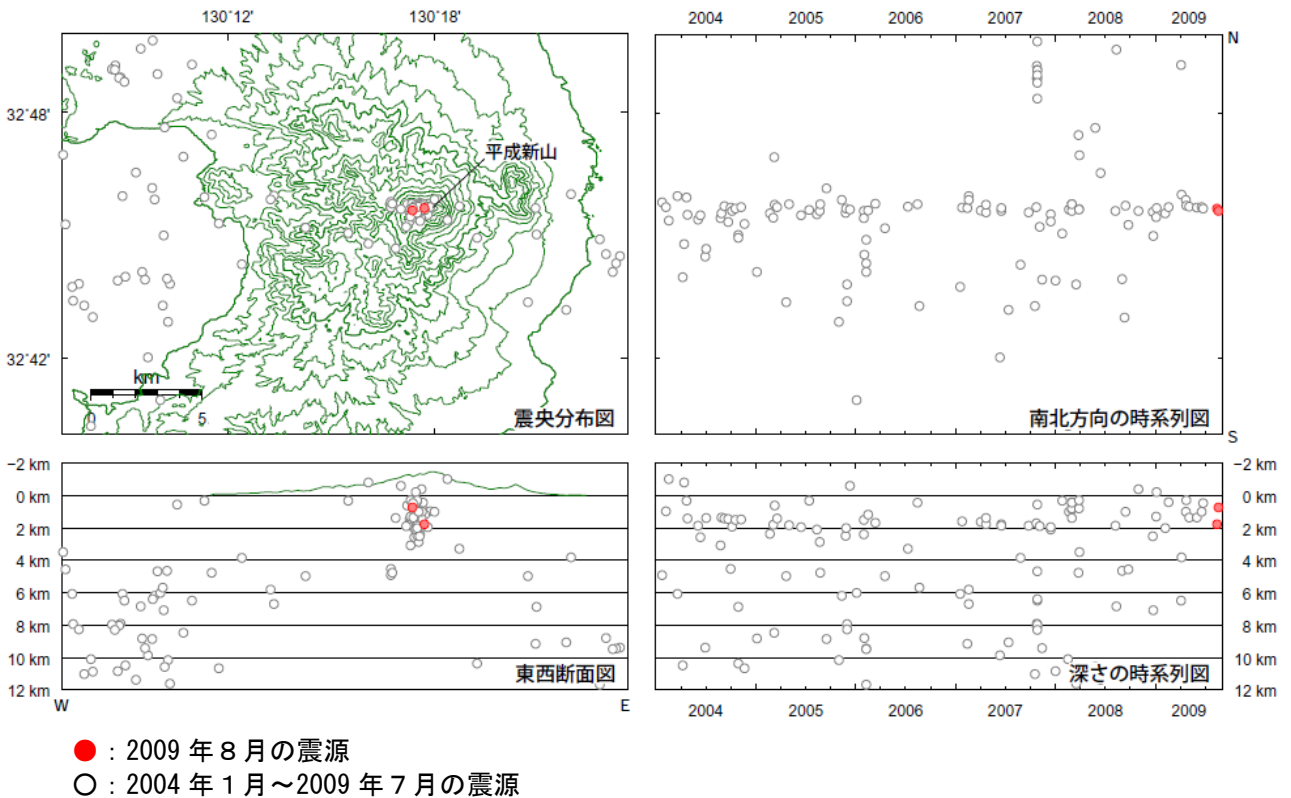 130°12' 130°18'
2004 2005 2006 2007 2008 2009
N
32°48'
平成新山
32°42'
km
0 5
震央分布図
南北方向の時系列図
S
-2 km
0 km
2 km
4 km
6 km
8 km
10 km
12 km
W
E
東西断面図
-2 km
0 km
2 km
4 km
6 km
8 km
10 km
12 km
深さの時系列図
2004 2005 2006 2007 2008 2009
●：2009 年８月の震源
○：2004 年１月～2009 年７月の震源